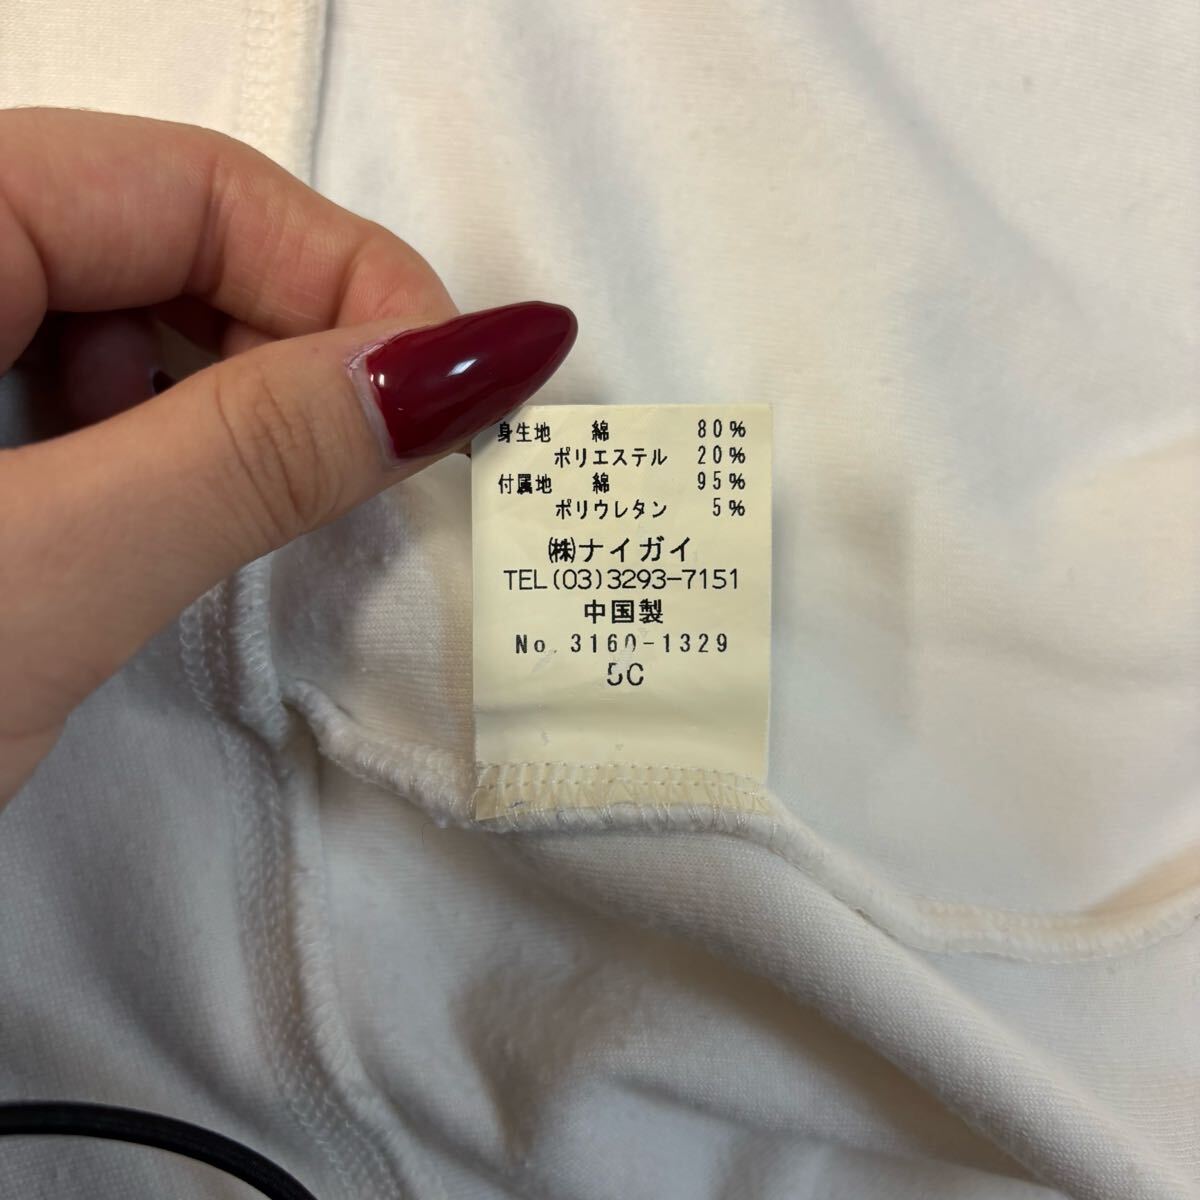 身生地 綿 80%
ポリエステル 20%
付属地 綿 95%
ポリウレタン 5%
㈱ナイガイ
TEL(03)3293-7151
中国製
No. 3160-1329
5C